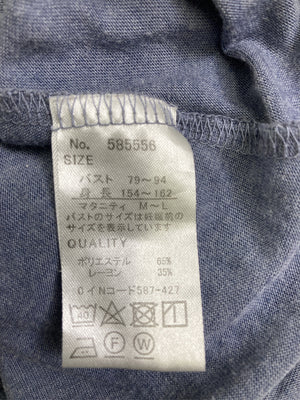 No. 585556
SIZE
バスト 79〜94
身長 154〜162
マタニティ M〜L
バストのサイズは妊娠前の
サイズを表示しています
QUALITY
ポリエステル 65%
レーヨン 35%
DINコード587-427
40
F W